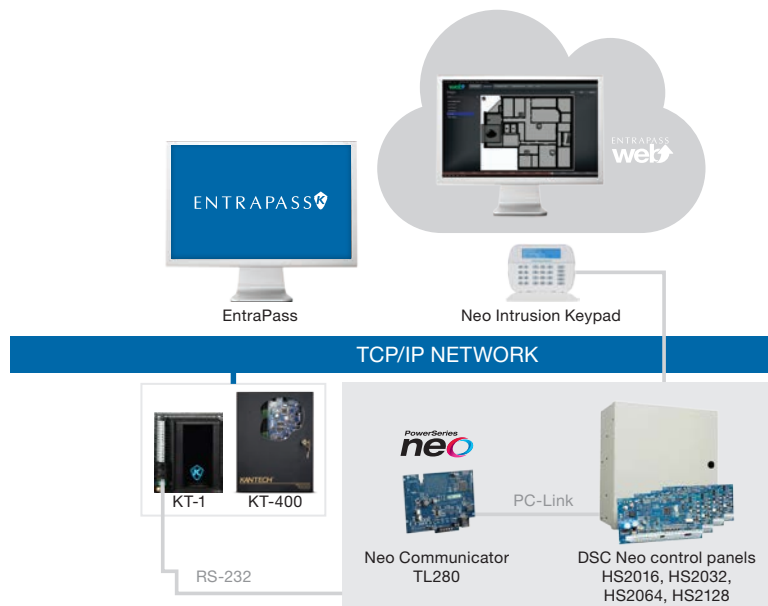 ENTRAPASS
web
ENTRAPASS
web
EntraPass
Neo Intrusion Keypad
TCP/IP NETWORK
KANTECH
KT-1
KT-400
PowerSeries
neo
PC-Link
Neo Communicator
TL280
DSC Neo control panels
HS2016, HS2032,
HS2064, HS2128
RS-232